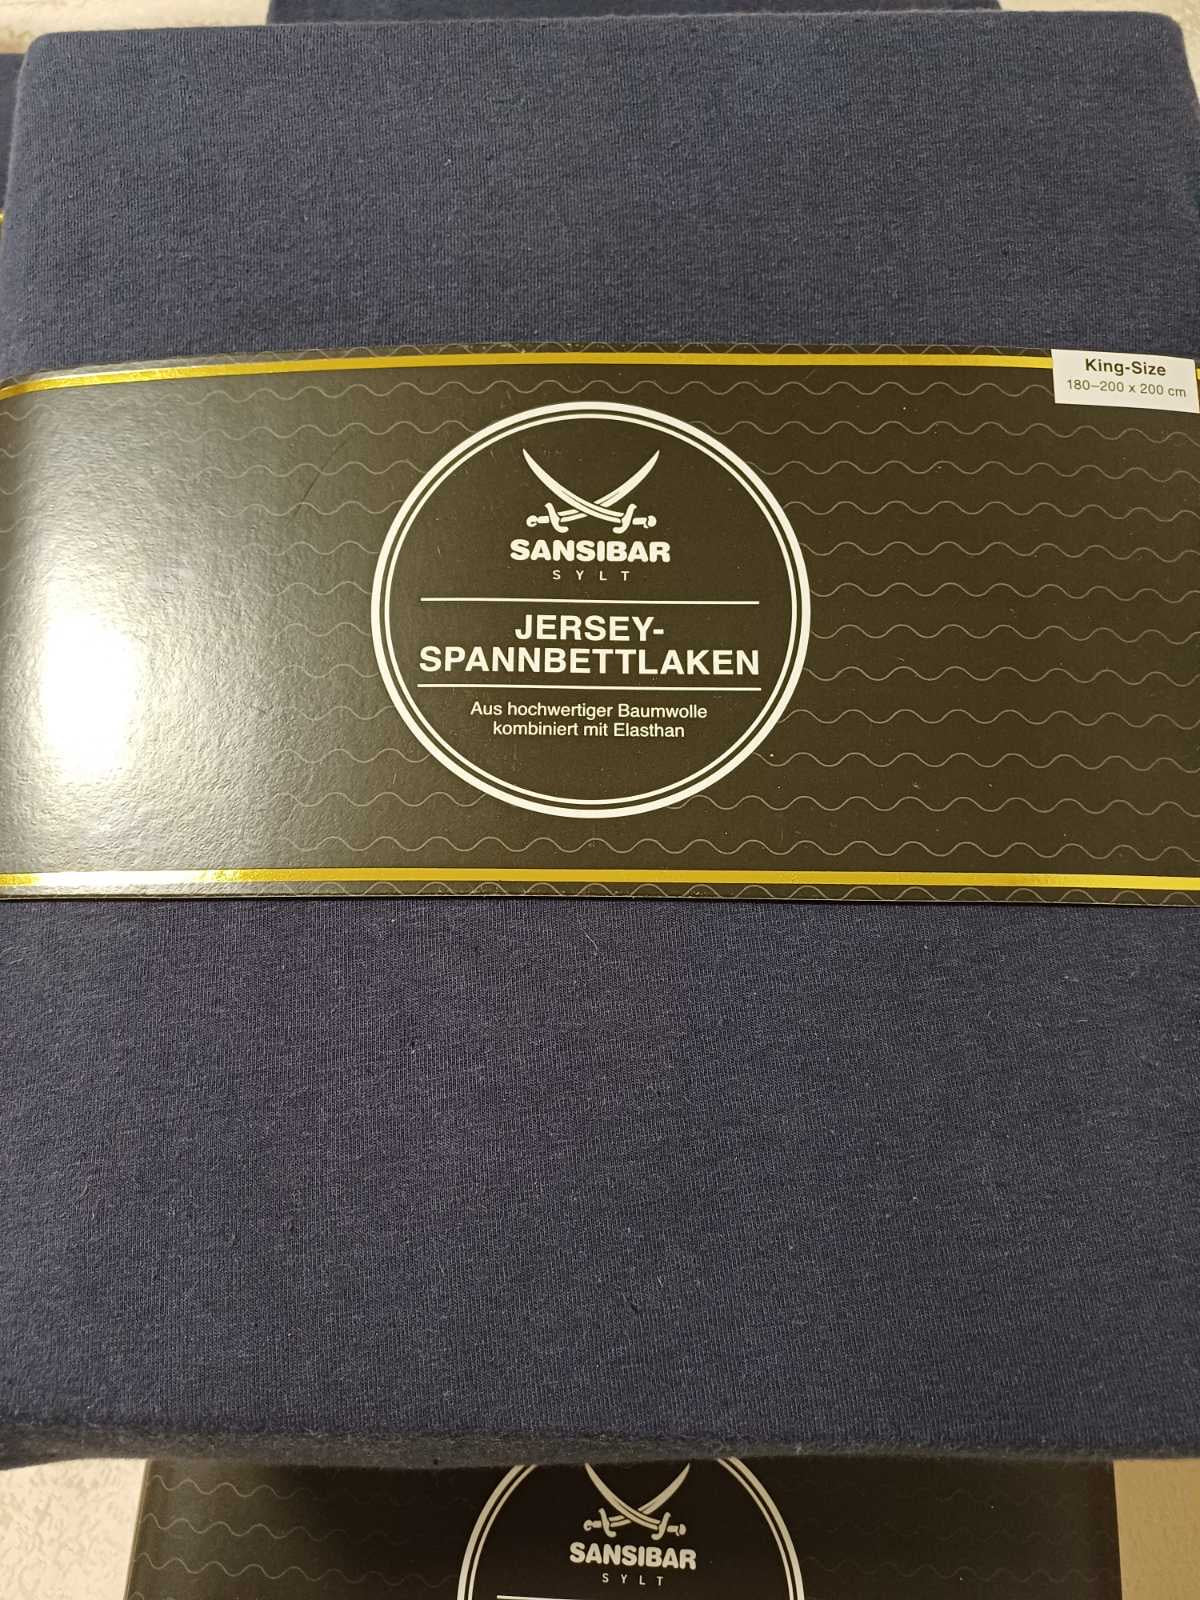 King-Size
180–200 x 200 cm
SANSIBAR
SYLT
JERSEY-
SPANNBETTLAKEN
Aus hochwertiger Baumwolle
kombiniert mit Elasthan
SANSIBAR
SYLT